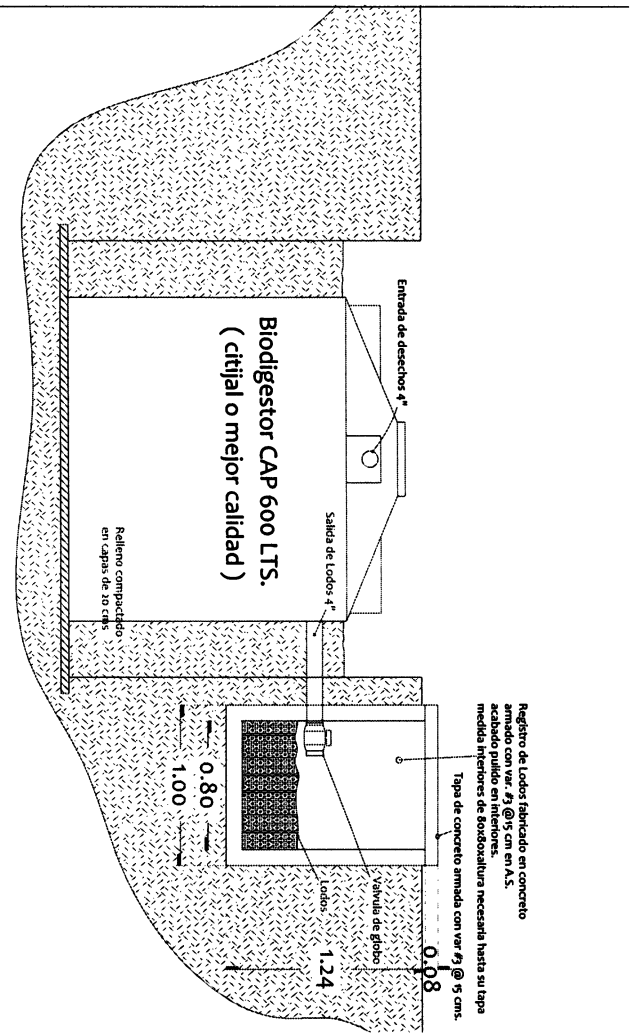 Registro de Lodos fabricado en concreto
armado con var. #3 @15 cm en A.S.
acabado pulido en interiores.
medida interiores de 80x80xaltura necesaria hasta su tapa
Tapa de concreto armada con var #3 @ 15 cms.
Entrada de desechos 4"
0.08
1.24
Salida de Lodos 4"
Valvula de globo
Lodos
Biodigestor CAP 600 LTS.
( citijal o mejor calidad )
0.80
1.00
Relleno compactado
en capas de 20 cms